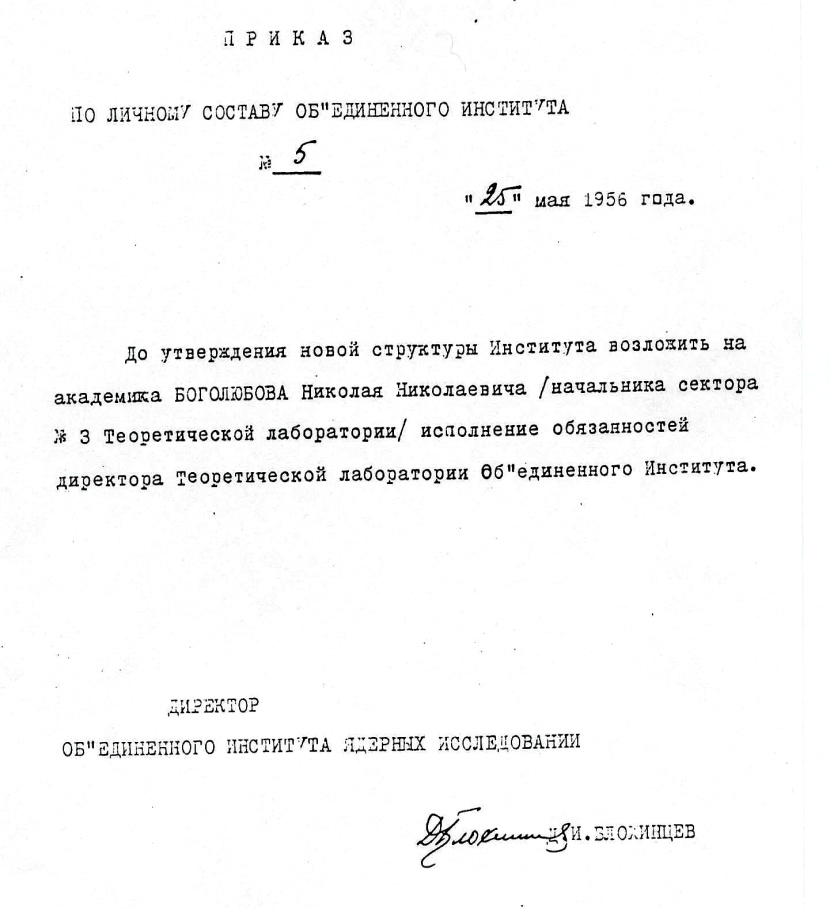 П Р И К А З
ПО ЛИЧНОМУ СОСТАВУ ОБ"ЕДИНЕННОГО ИНСТИТУТА
№ 5
"25" мая 1956 года.
До утверждения новой структуры Института возложить на
академика БОГОЛЮБОВА Николая Николаевича /начальника сектора
№ 3 Теоретической лаборатории/ исполнение обязанностей
директора Теоретической лаборатории Об"единенного Института.
ДИРЕКТОР
ОБ"ЕДИНЕННОГО ИНСТИТУТА ЯДЕРНЫХ ИССЛЕДОВАНИИ
ДБлохинцев Д.И.БЛОХИНЦЕВ